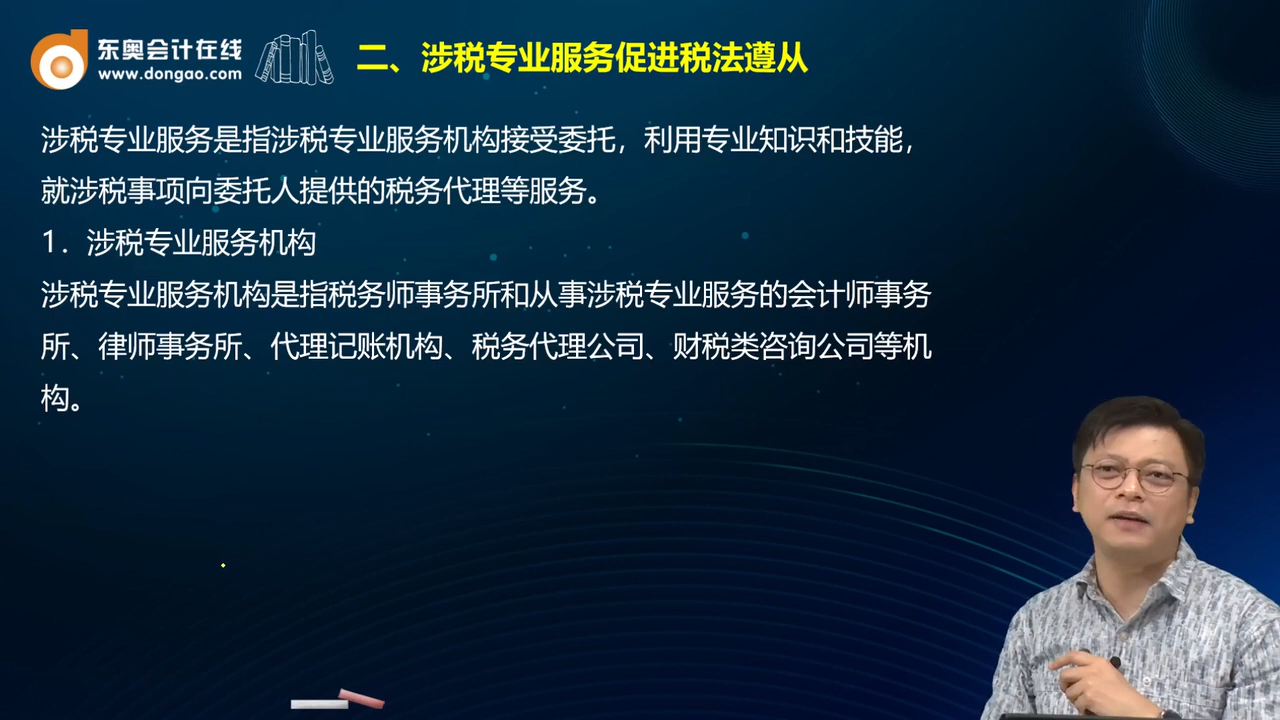 东奥会计在线
www.dongao.com
二、涉税专业服务促进税法遵从
涉税专业服务是指涉税专业服务机构接受委托，利用专业知识和技能，
就涉税事项向委托人提供的税务代理等服务。
1．涉税专业服务机构
涉税专业服务机构是指税务师事务所和从事涉税专业服务的会计师事务
所、律师事务所、代理记账机构、税务代理公司、财税类咨询公司等机
构。